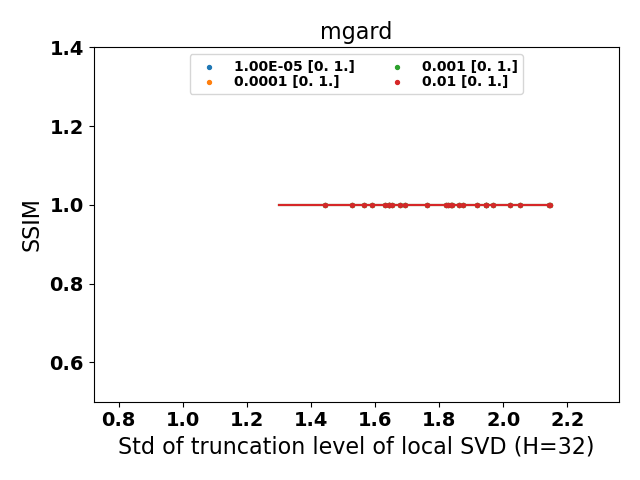 mgard
1.4
1.00E-05 [0. 1.]
0.0001 [0. 1.]
0.001 [0. 1.]
0.01 [0. 1.]
1.2
1.0
0.8
0.6
SSIM
0.8 1.0 1.2 1.4 1.6 1.8 2.0 2.2
Std of truncation level of local SVD (H=32)